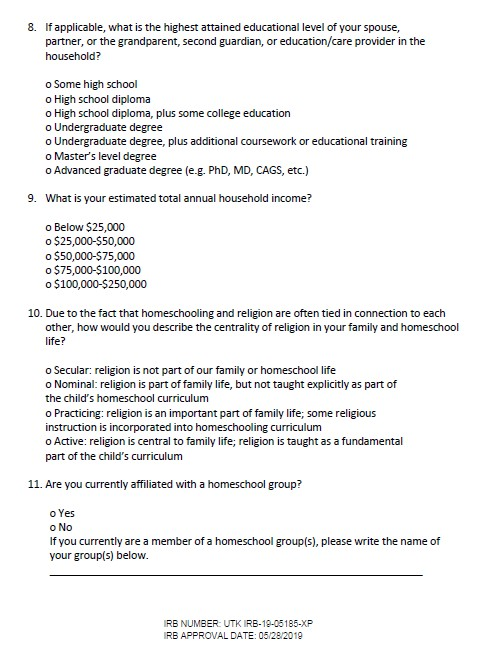 8. If applicable, what is the highest attained educational level of your spouse,
partner, or the grandparent, second guardian, or education/care provider in the
household?
o Some high school
o High school diploma
o High school diploma, plus some college education
o Undergraduate degree
o Undergraduate degree, plus additional coursework or educational training
o Master's level degree
o Advanced graduate degree (e.g. PhD, MD, CAGS, etc.)
9. What is your estimated total annual household income?
o Below $25,000
o $25,000-$50,000
o $50,000-$75,000
o $75,000-$100,000
o $100,000-$250,000
10. Due to the fact that homeschooling and religion are often tied in connection to each
other, how would you describe the centrality of religion in your family and homeschool
life?
o Secular: religion is not part of our family or homeschool life
o Nominal: religion is part of family life, but not taught explicitly as part of
the child's homeschool curriculum
o Practicing: religion is an important part of family life; some religious
instruction is incorporated into homeschooling curriculum
o Active: religion is central to family life; religion is taught as a fundamental
part of the child's curriculum
11. Are you currently affiliated with a homeschool group?
o Yes
o No
If you currently are a member of a homeschool group(s), please write the name of
your group(s) below.
IRB NUMBER: UTK IRB-19-05185-XP
IRB APPROVAL DATE: 05/28/2019